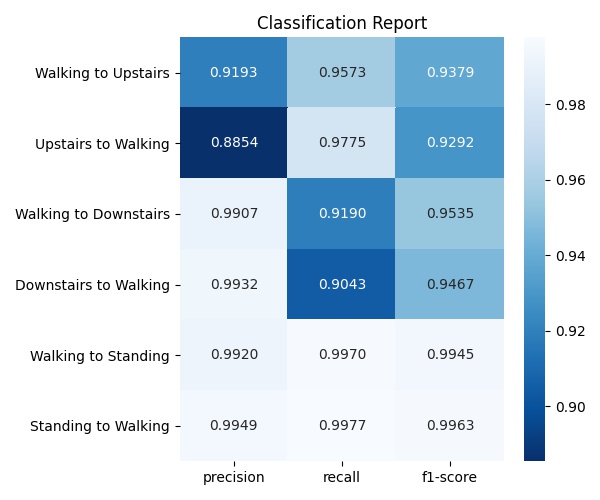 Classification Report
Walking to Upstairs 0.9193 0.9573 0.9379
Upstairs to Walking 0.8854 0.9775 0.9292
Walking to Downstairs 0.9907 0.9190 0.9535
Downstairs to Walking 0.9932 0.9043 0.9467
Walking to Standing 0.9920 0.9970 0.9945
Standing to Walking 0.9949 0.9977 0.9963
precision recall f1-score
0.98
0.96
0.94
0.92
0.90